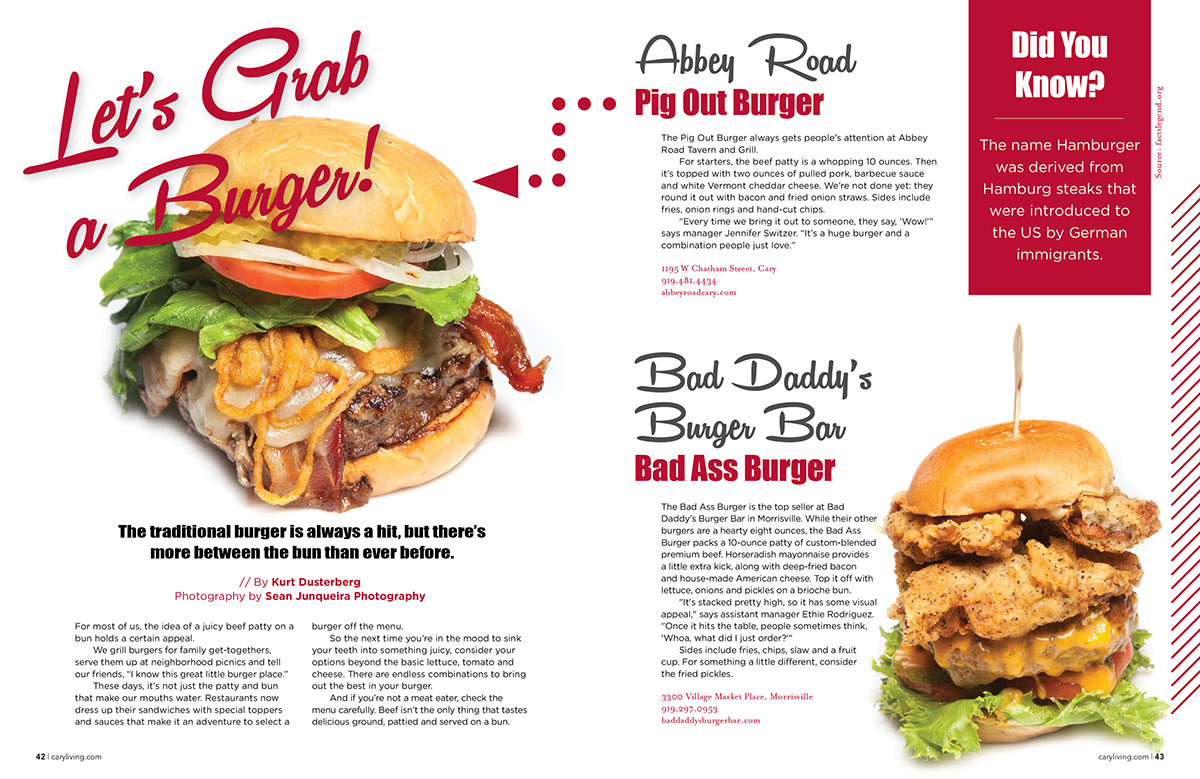 Let's Grab
a Burger!
The traditional burger is always a hit, but there's
more between the bun than ever before.
// By Kurt Dusterberg
Photography by Sean Junqueira Photography
For most of us, the idea of a juicy beef patty on a
bun holds a certain appeal.
We grill burgers for family get-togethers,
serve them up at neighborhood picnics and tell
our friends, "I know this great little burger place."
These days, it's not just the patty and bun
that make our mouths water. Restaurants now
dress up their sandwiches with special toppers
and sauces that make it an adventure to select a
burger off the menu.
So the next time you're in the mood to sink
your teeth into something juicy, consider your
options beyond the basic lettuce, tomato and
cheese. There are endless combinations to bring
out the best in your burger.
And if you're not a meat eater, check the
menu carefully. Beef isn't the only thing that tastes
delicious ground, pattied and served on a bun.
42 | caryliving.com
Abbey Road
Pig Out Burger
The Pig Out Burger always gets people's attention at Abbey
Road Tavern and Grill.
For starters, the beef patty is a whopping 10 ounces. Then
it's topped with two ounces of pulled pork, barbecue sauce
and white Vermont cheddar cheese. We're not done yet: they
round it out with bacon and fried onion straws. Sides include
fries, onion rings and hand-cut chips.
"Every time we bring it out to someone, they say, 'Wow!'"
says manager Jennifer Switzer. "It's a huge burger and a
combination people just love."
1195 W Chatham Street, Cary
919.481.4434
abbeyroadcary.com
Did You
Know?
The name Hamburger
was derived from
Hamburg steaks that
were introduced to
the US by German
immigrants.
Source: factslegend.org
Bad Daddy's
Burger Bar
Bad Ass Burger
The Bad Ass Burger is the top seller at Bad
Daddy's Burger Bar in Morrisville. While their other
burgers are a hearty eight ounces, the Bad Ass
Burger packs a 10-ounce patty of custom-blended
premium beef. Horseradish mayonnaise provides
a little extra kick, along with deep-fried bacon
and house-made American cheese. Top it off with
lettuce, onions and pickles on a brioche bun.
"It's stacked pretty high, so it has some visual
appeal," says assistant manager Ethie Rodriguez.
"Once it hits the table, people sometimes think,
'Whoa, what did I just order?'"
Sides include fries, chips, slaw and a fruit
cup. For something a little different, consider
the fried pickles.
3300 Village Market Place, Morrisville
919.297.0953
baddaddysburgerbar.com
caryliving.com | 43